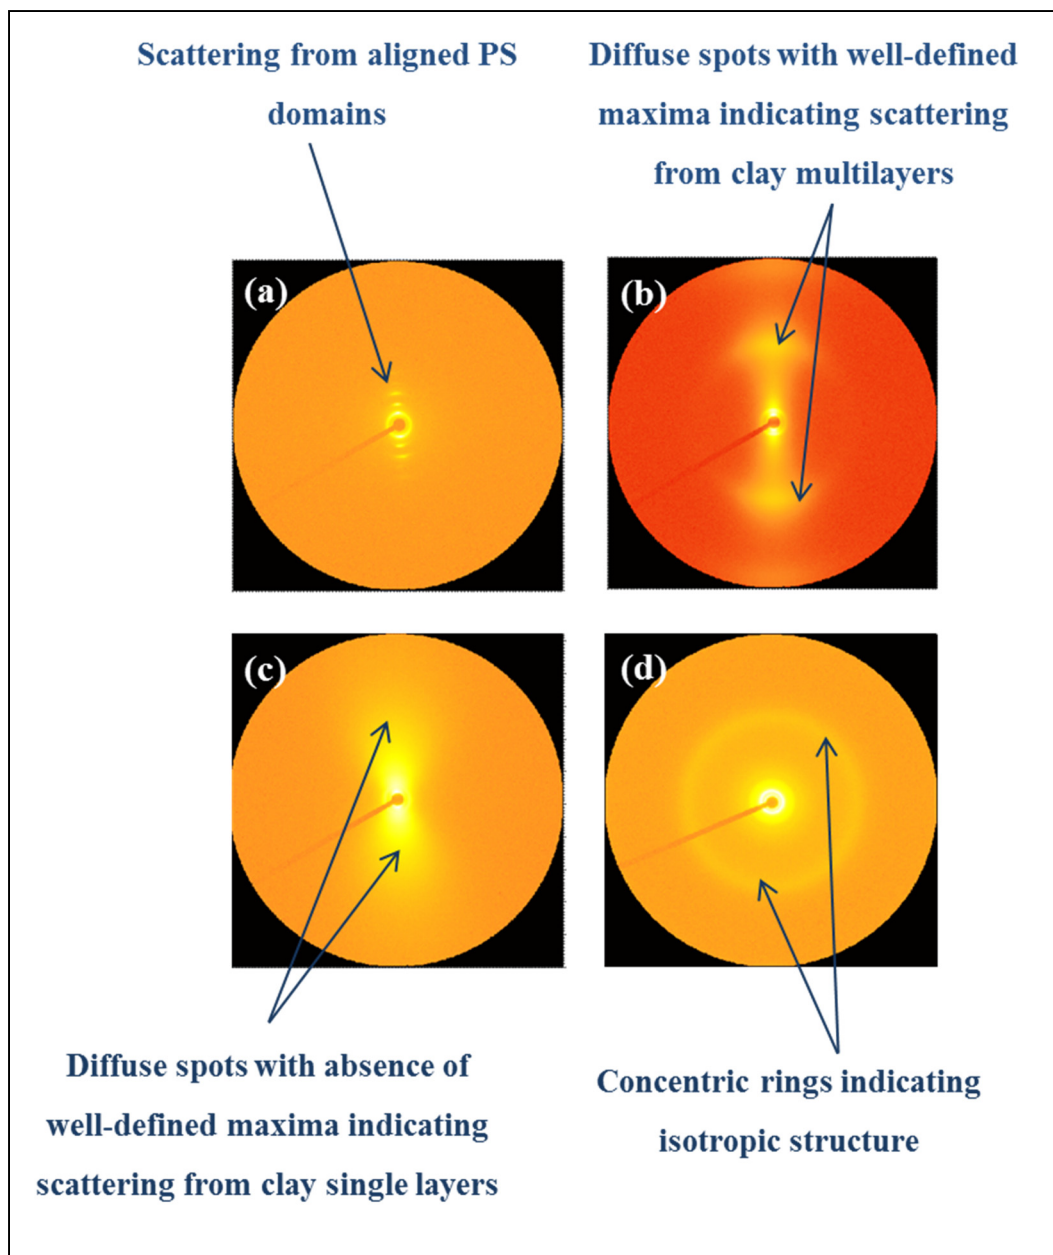 Scattering from aligned PS
domains
Diffuse spots with well-defined
maxima indicating scattering
from clay multilayers
(a)
(b)
(c)
(d)
Diffuse spots with absence of
well-defined maxima indicating
scattering from clay single layers
Concentric rings indicating
isotropic structure